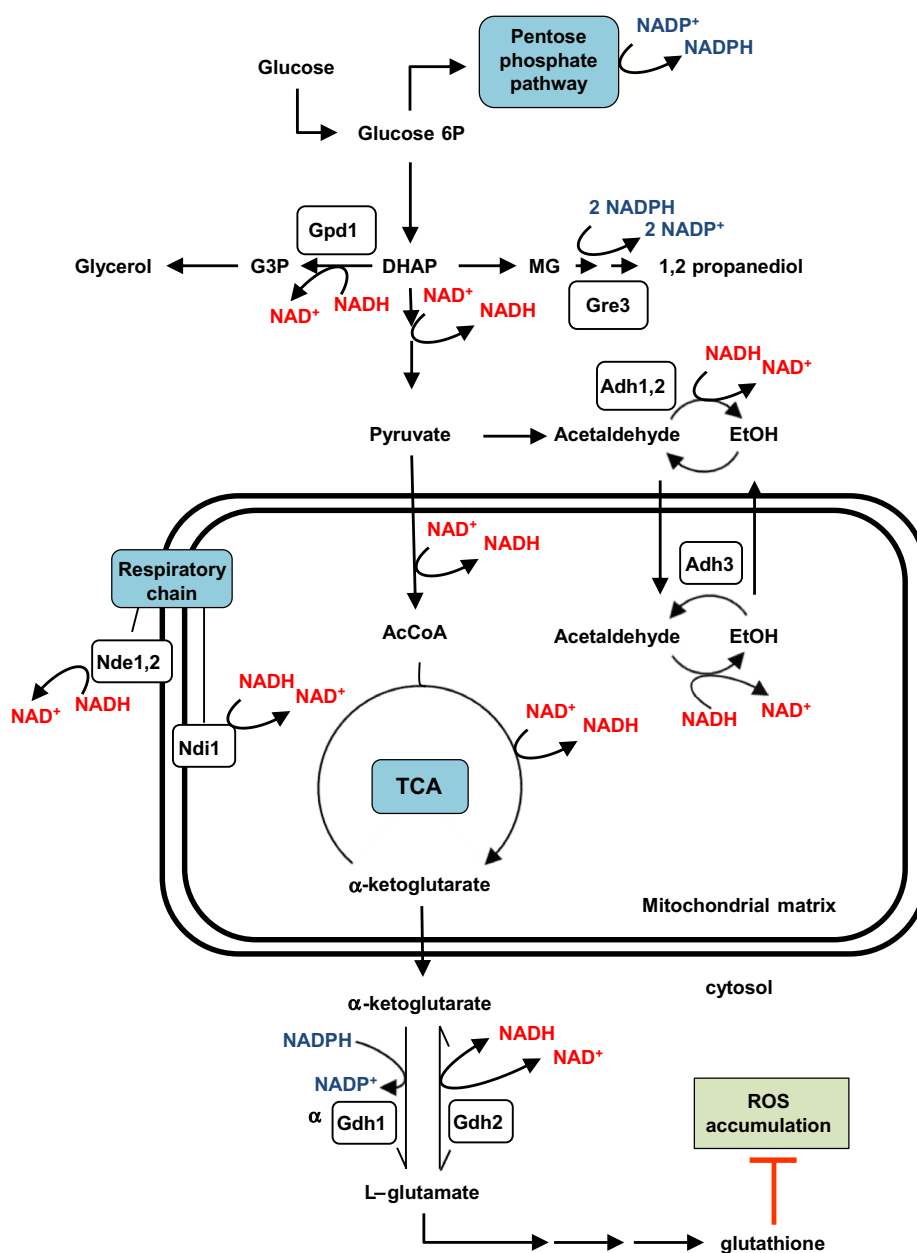 Pentose
phosphate
pathway
NADP⁺
NADPH
Glucose
Glucose 6P
2 NADPH
2 NADP⁺
Gpd1
Glycerol
G3P
DHAP
MG
1,2 propanediol
NAD⁺
NADH
NAD⁺
NADH
Gre3
NADH
NAD⁺
Adh1,2
Pyruvate
Acetaldehyde
EtOH
NAD⁺
NADH
Adh3
Respiratory
chain
AcCoA
Acetaldehyde
EtOH
Nde1,2
NAD⁺
NADH
NADH
NAD⁺
Ndi1
NAD⁺
NADH
NADH
NAD⁺
TCA
α-ketoglutarate
Mitochondrial matrix
cytosol
α-ketoglutarate
NADPH
NADP⁺
NADH
NAD⁺
α
Gdh1
Gdh2
ROS
accumulation
L–glutamate
glutathione